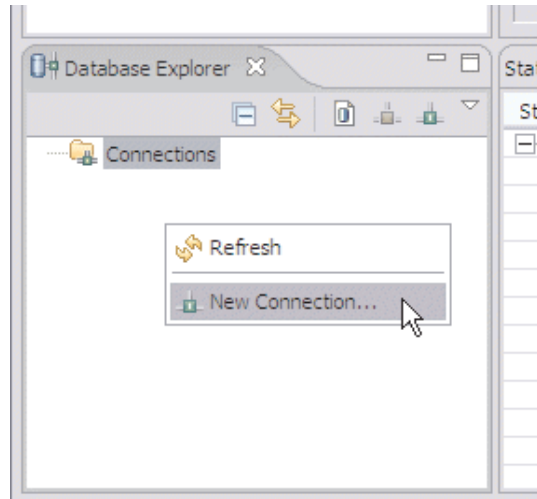 Database Explorer
Connections
Refresh
New Connection...
Sta
St